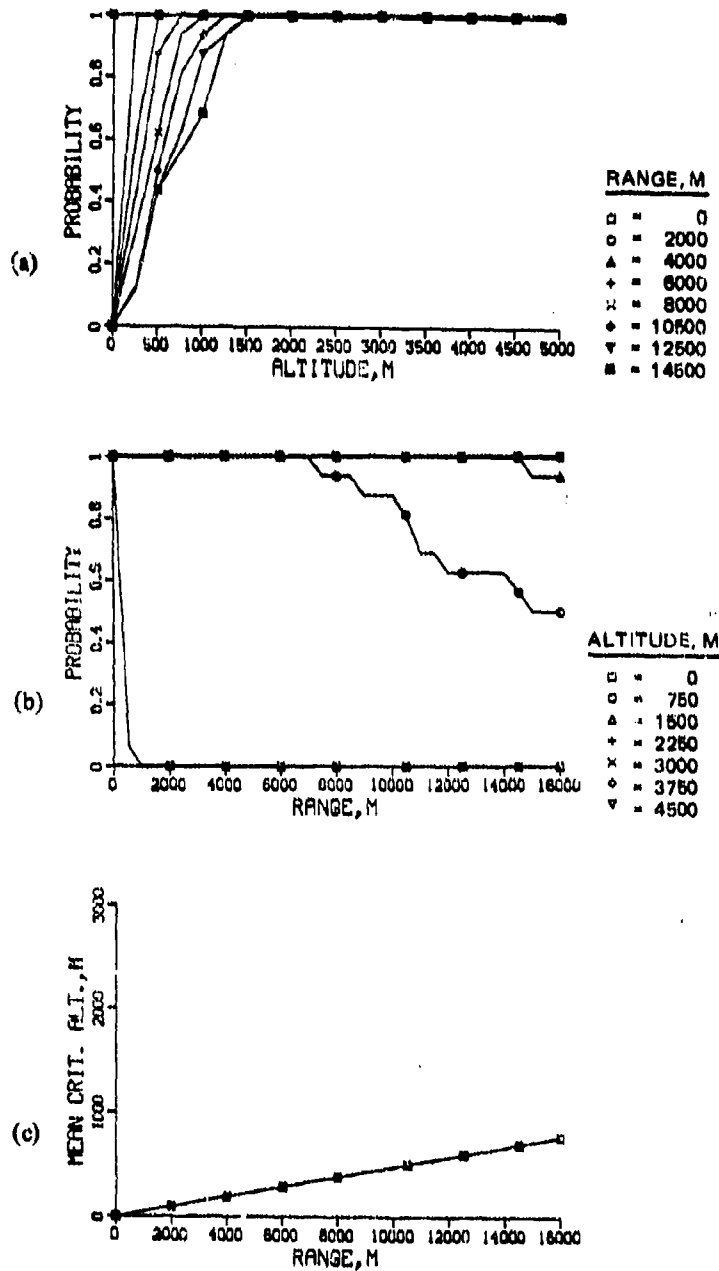 (a)
PROBABILITY
0 0.2 0.4 0.6 0.8 1
0 500 1000 1500 2000 2500 3000 3500 4000 4500 5000
ALTITUDE, M
RANGE, M
= 0
= 2000
= 4000
= 6000
= 8000
= 10500
= 12500
= 14500
(b)
PROBABILITY
0 0.2 0.4 0.6 0.8 1
0 2000 4000 6000 8000 10000 12000 14000 16000
RANGE, M
ALTITUDE, M
= 0
= 750
= 1500
= 2250
= 3000
= 3750
= 4500
(c)
MEAN CRIT. ALT., M
0 1000 2000 3000
0 2000 4000 6000 8000 10000 12000 14000 16000
RANGE, M